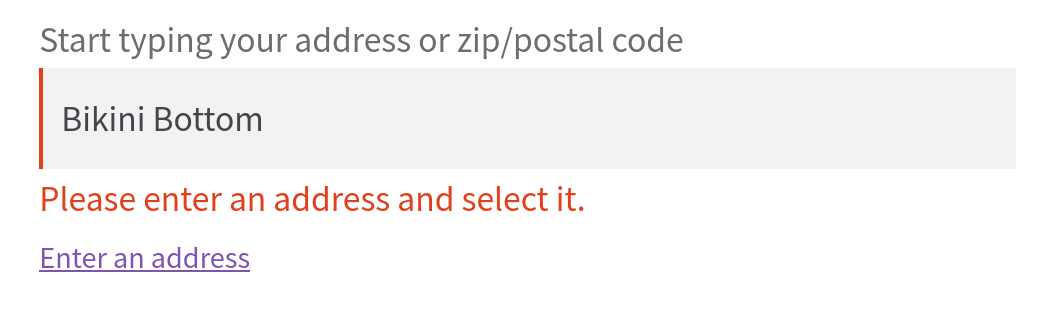 Start typing your address or zip/postal code
Bikini Bottom
Please enter an address and select it.
Enter an address